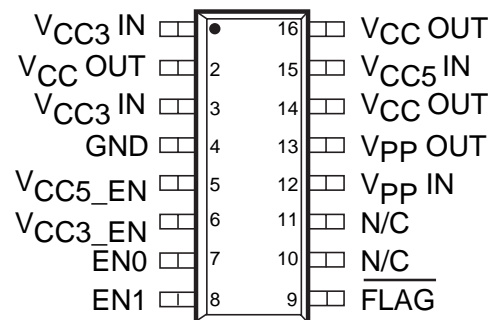 VCC3 IN 16 VCC OUT
VCC OUT 2 15 VCC5 IN
VCC3 IN 3 14 VCC OUT
GND 4 13 VPP OUT
VCC5_EN 5 12 VPP IN
VCC3_EN 6 11 N/C
EN0 7 10 N/C
EN1 8 9 FLAG